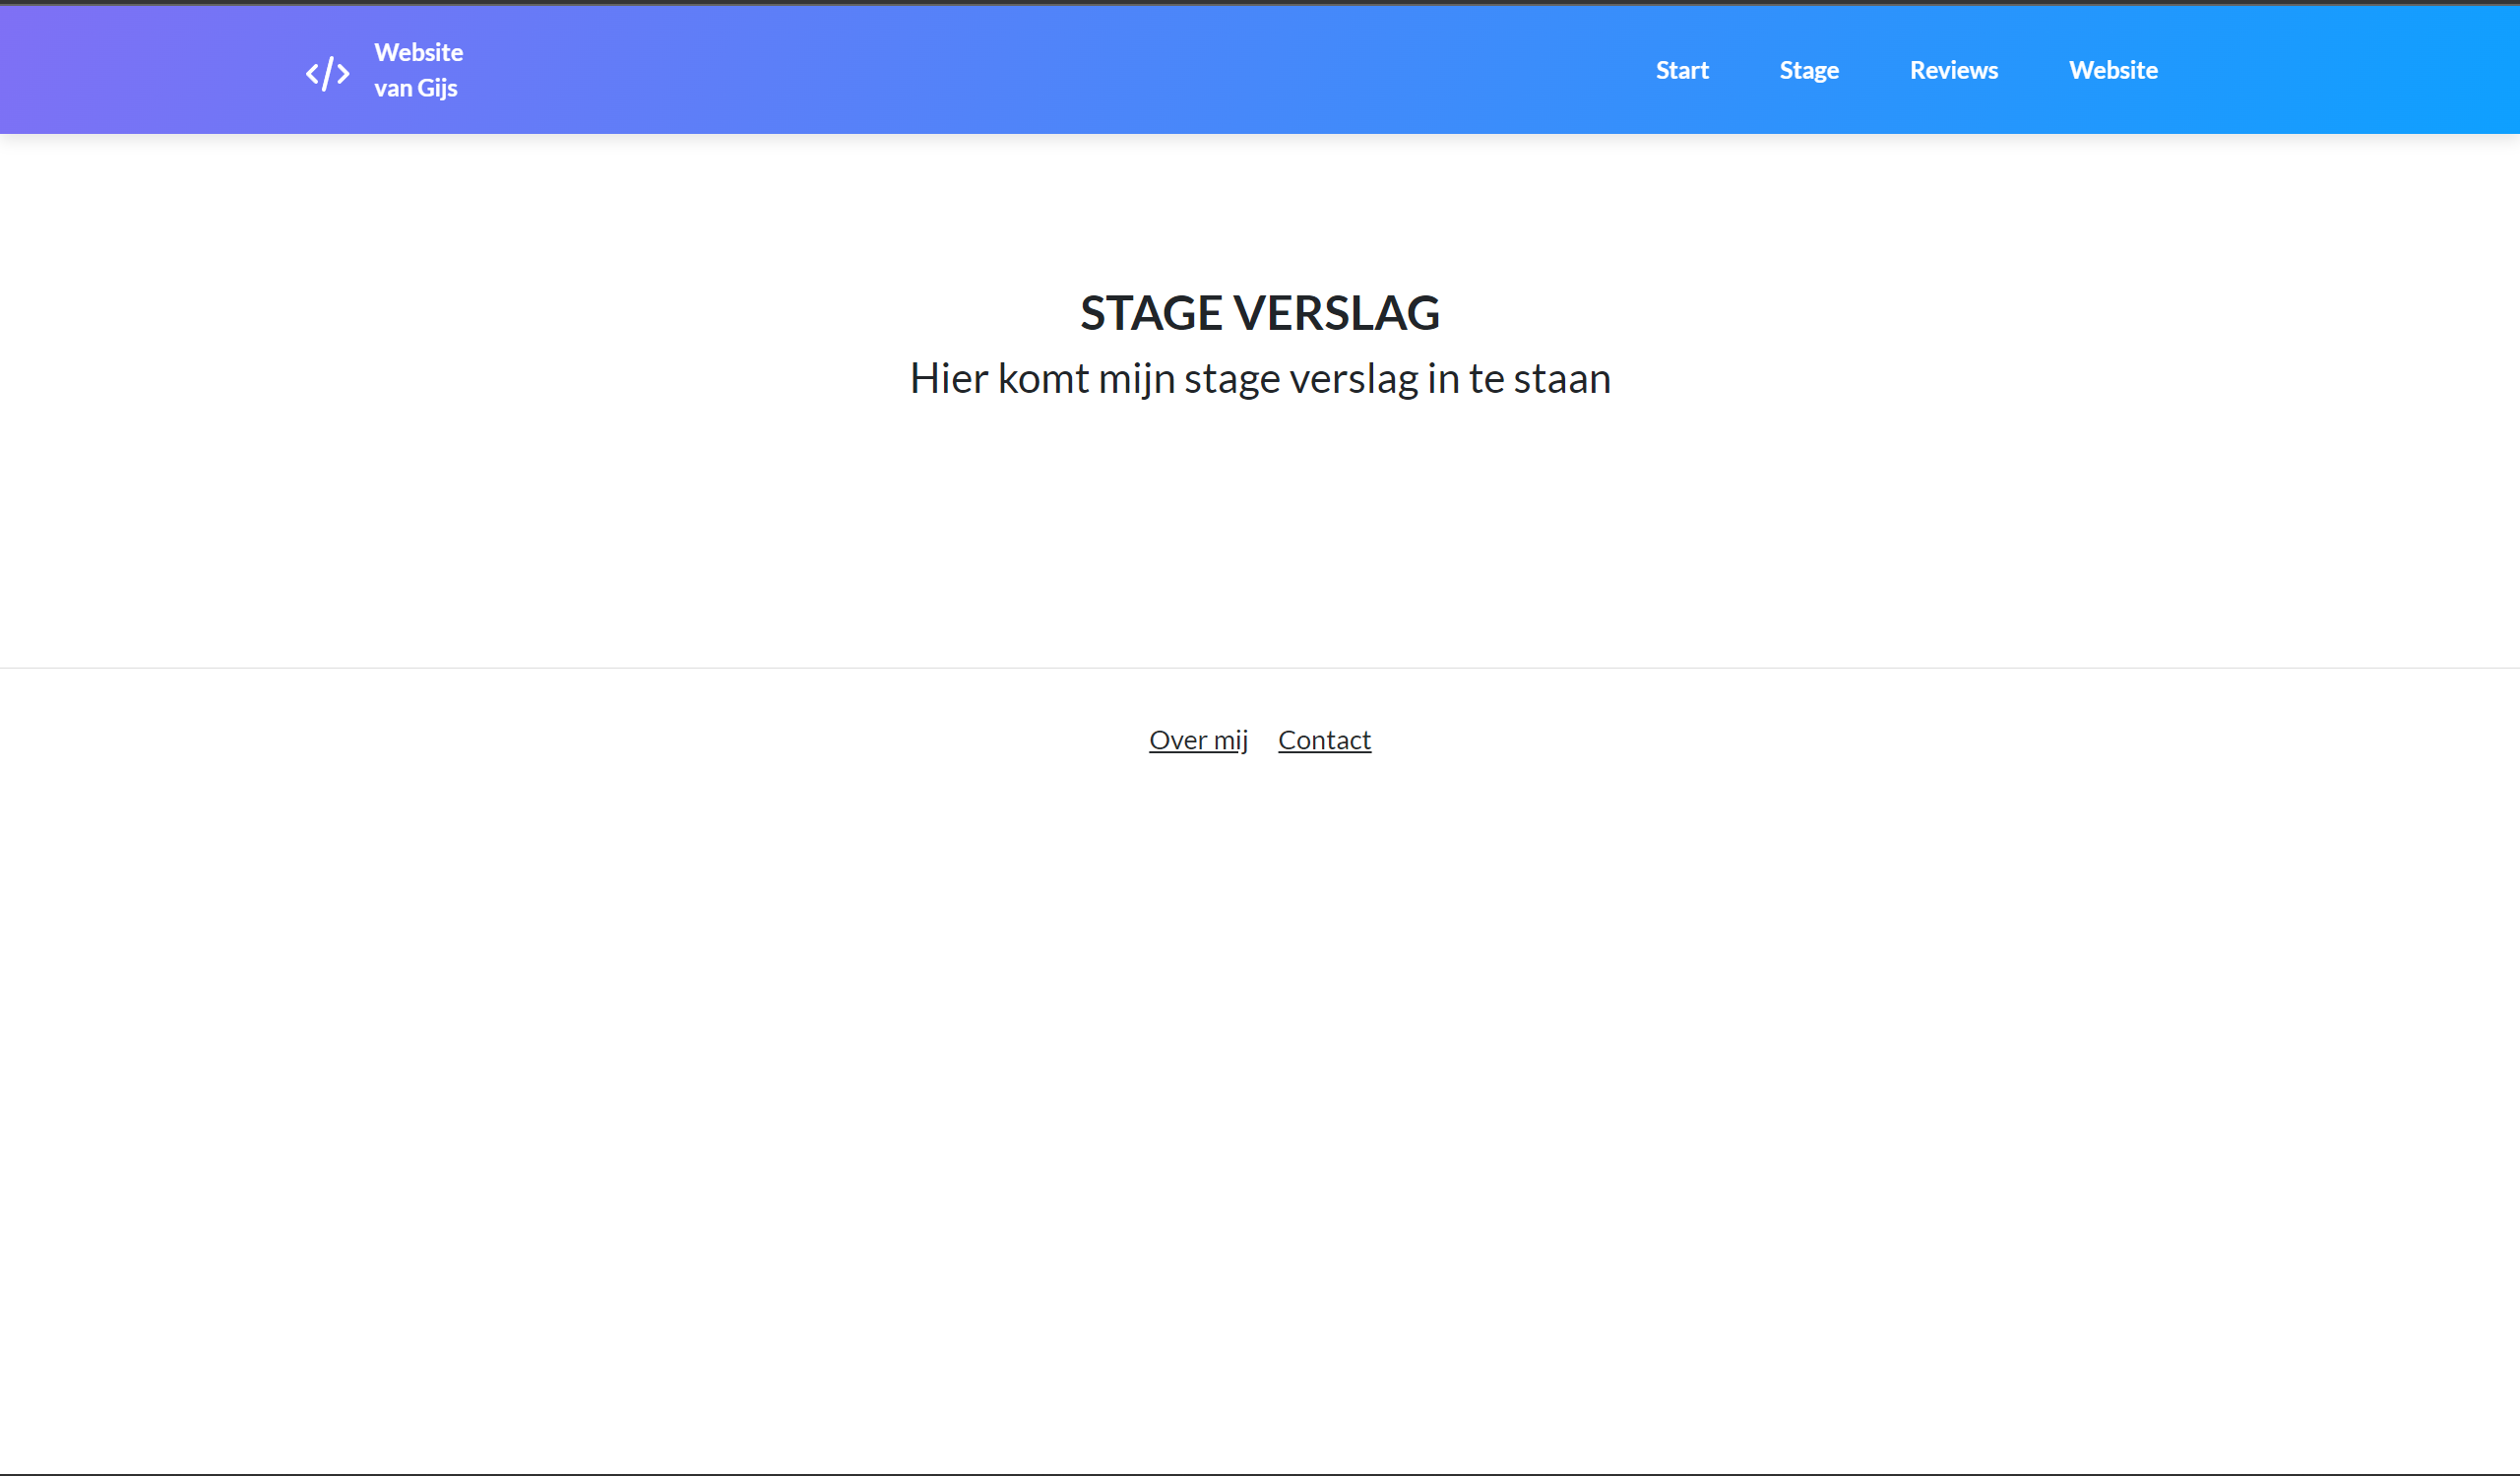 Website
van Gijs
Start Stage Reviews Website
STAGE VERSLAG
Hier komt mijn stage verslag in te staan
Over mij Contact